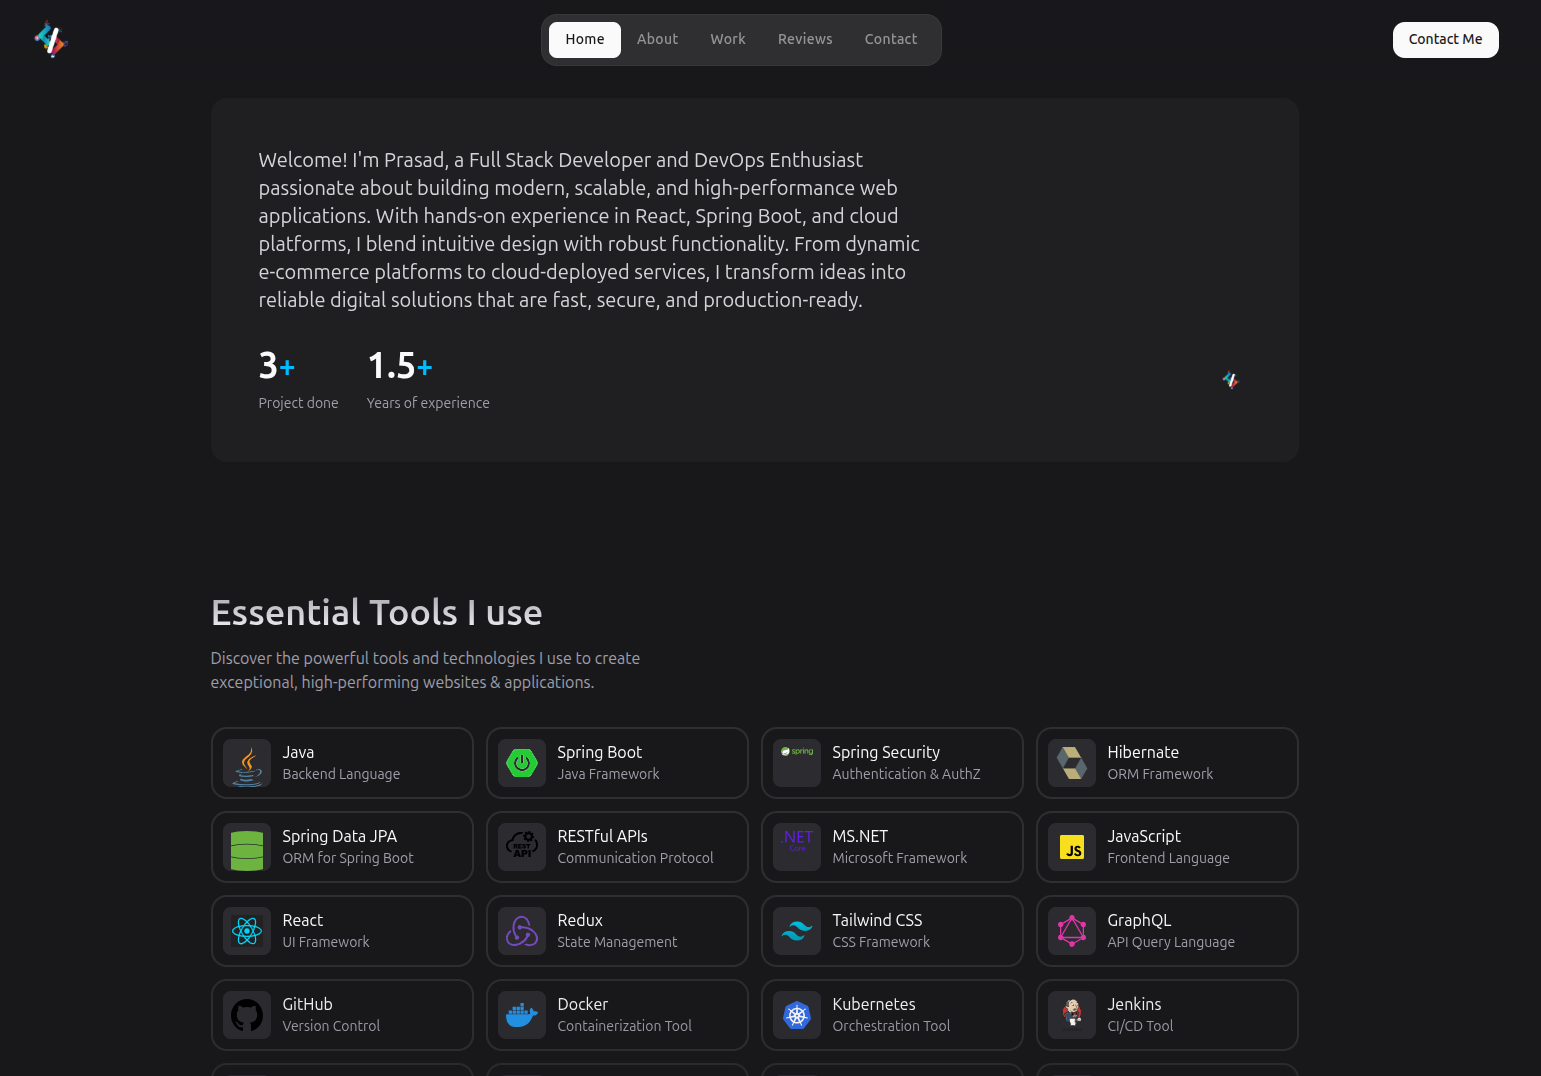 Home About Work Reviews Contact
Contact Me
Welcome! I'm Prasad, a Full Stack Developer and DevOps Enthusiast
passionate about building modern, scalable, and high-performance web
applications. With hands-on experience in React, Spring Boot, and cloud
platforms, I blend intuitive design with robust functionality. From dynamic
e-commerce platforms to cloud-deployed services, I transform ideas into
reliable digital solutions that are fast, secure, and production-ready.
3+
Project done
1.5+
Years of experience
Essential Tools I use
Discover the powerful tools and technologies I use to create
exceptional, high-performing websites & applications.
Java
Backend Language
Spring Boot
Java Framework
spring
Spring Security
Authentication & AuthZ
Hibernate
ORM Framework
Spring Data JPA
ORM for Spring Boot
REST
API
RESTful APIs
Communication Protocol
.NET
Core
MS.NET
Microsoft Framework
JS
JavaScript
Frontend Language
React
UI Framework
Redux
State Management
Tailwind CSS
CSS Framework
GraphQL
API Query Language
GitHub
Version Control
Docker
Containerization Tool
Kubernetes
Orchestration Tool
Jenkins
CI/CD Tool